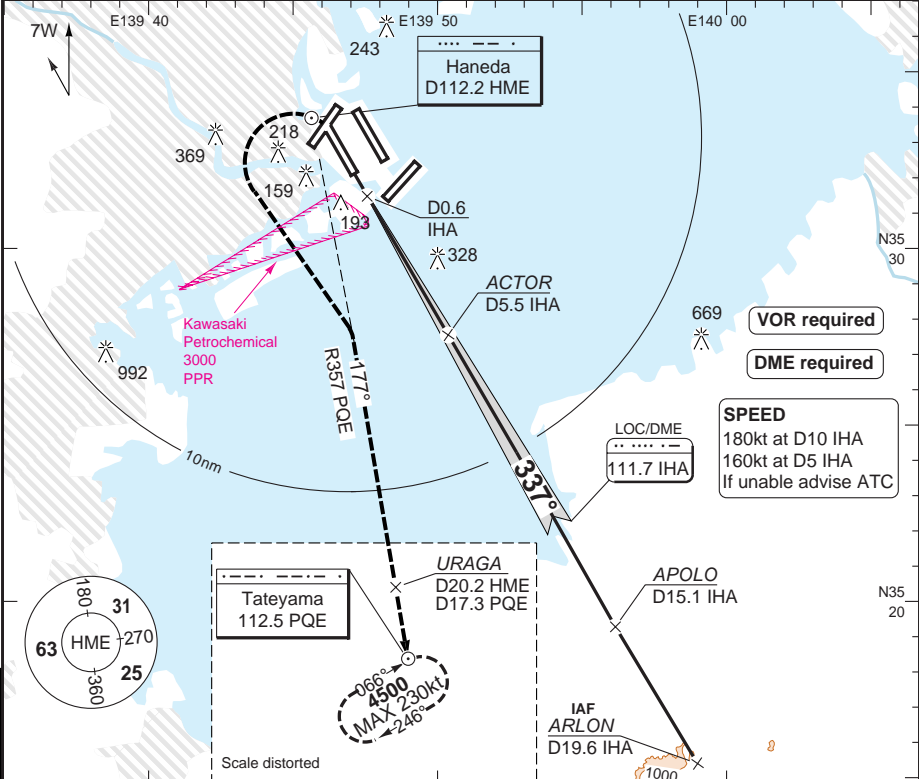 E139 40
E139 50
E140 00
7W
243
Haneda
D112.2 HME
218
369
159
193
D0.6
IHA
328
N35
30
ACTOR
D5.5 IHA
669
VOR required
DME required
Kawasaki
Petrochemical
3000
PPR
992
177°
R357 PQE
SPEED
180kt at D10 IHA
160kt at D5 IHA
If unable advise ATC
LOC/DME
111.7 IHA
10nm
337°
URAGA
D20.2 HME
D17.3 PQE
APOLO
D15.1 IHA
N35
20
Tateyama
112.5 PQE
180
31
HME
270
63
25
360
066°
4500
MAX 230kt
246°
IAF
ARLON
D19.6 IHA
Scale distorted
1000